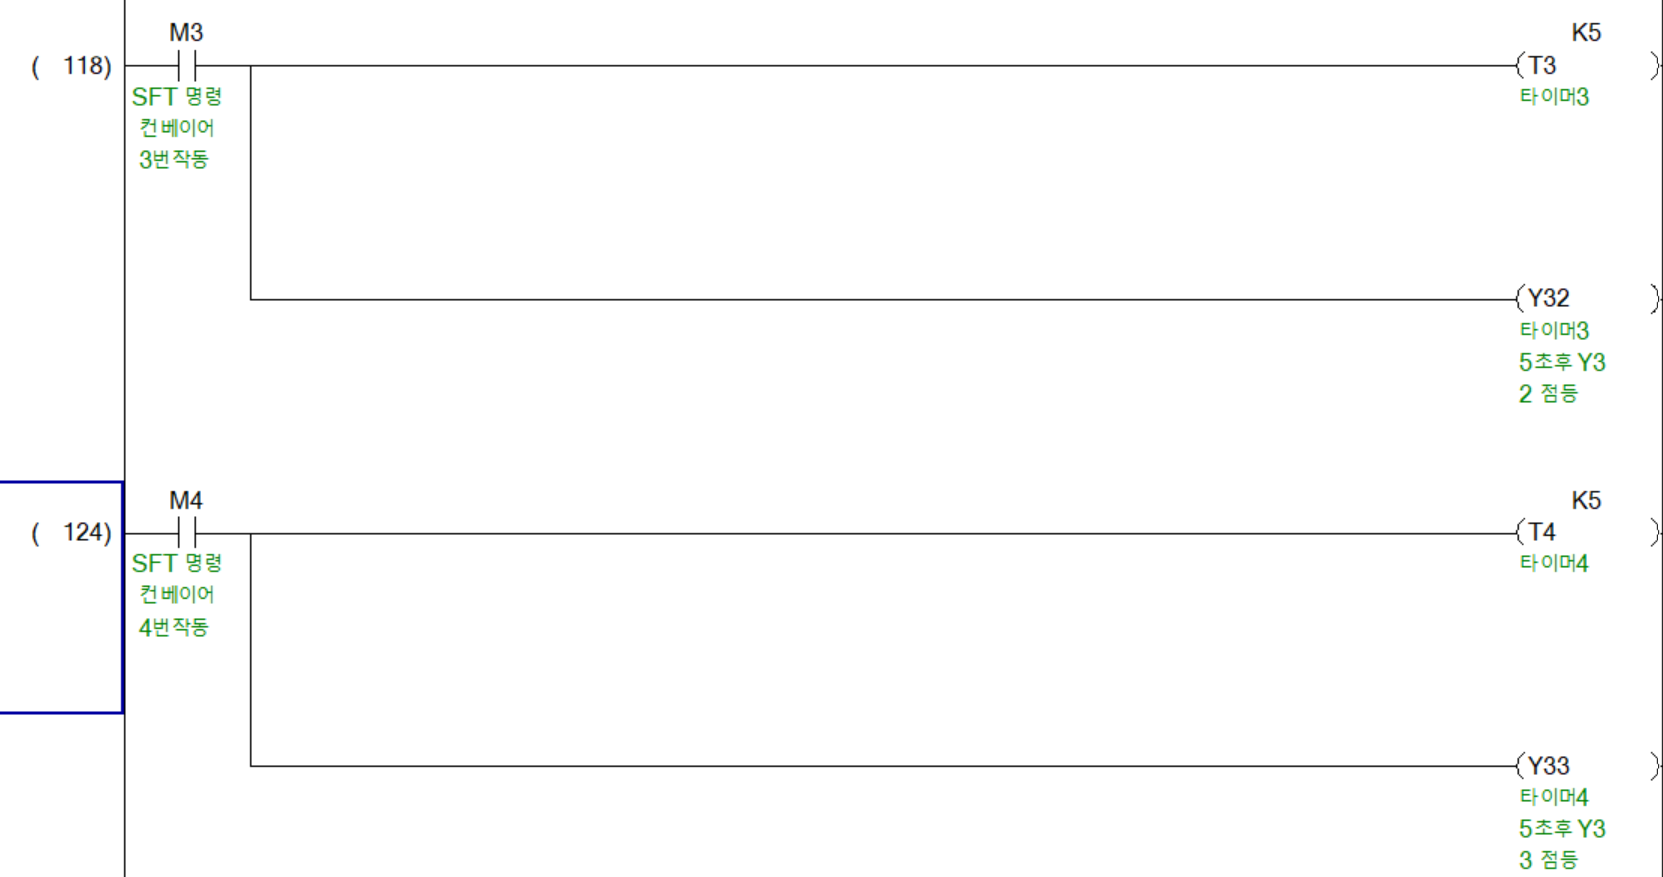 M3
K5
( 118)
(T3 )
SFT 명령
컨베이어
3번작동
타이머3
(Y32 )
타이머3
5초후 Y3
2 점등
M4
K5
( 124)
(T4 )
SFT 명령
컨베이어
4번작동
타이머4
(Y33 )
타이머4
5초후 Y3
3 점등